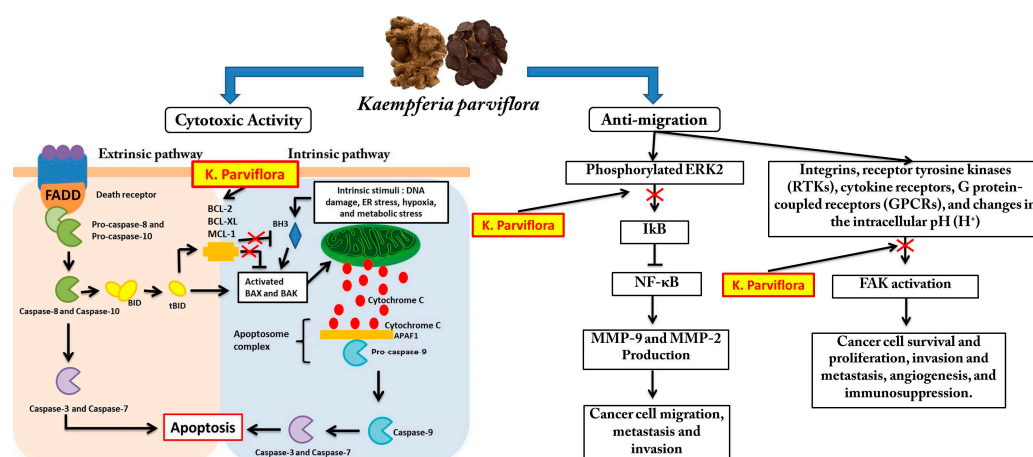 Kaempferia parviflora
Cytotoxic Activity
Anti-migration
Extrinsic pathway
Intrinsic pathway
K. Parviflora
FADD
Death receptor
Pro-caspase-8 and
Pro-caspase-10
BCL-2
BCL-XL
MCL-1
BH3
Intrinsic stimuli : DNA
damage, ER stress, hypoxia,
and metabolic stress
Activated
BAX and BAK
BID
tBID
Caspase-8 and Caspase-10
Cytochrome C
Cytochrome C
APAF1
Apoptosome
complex
Pro-caspase-9
Caspase-3 and Caspase-7
Apoptosis
Caspase-9
Caspase-3 and Caspase-7
Phosphorylated ERK2
K. Parviflora
IkB
NF-κB
MMP-9 and MMP-2
Production
Cancer cell migration,
metastasis and
invasion
Integrins, receptor tyrosine kinases
(RTKs), cytokine receptors, G protein-
coupled receptors (GPCRs), and changes in
the intracellular pH (H⁺)
K. Parviflora
FAK activation
Cancer cell survival and
proliferation, invasion and
metastasis, angiogenesis, and
immunosuppression.